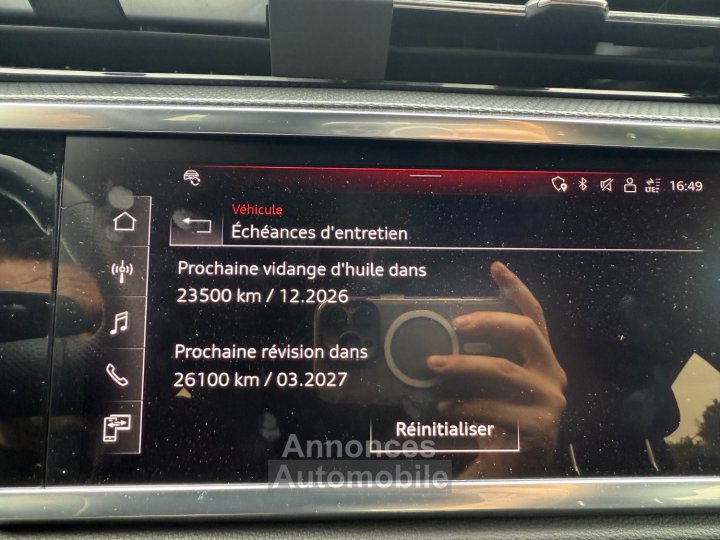 16:49
LTE
Véhicule
Échéances d'entretien
Prochaine vidange d'huile dans
23500 km / 12.2026
Prochaine révision dans
26100 km / 03.2027
Réinitialiser
Annonces
Automobile